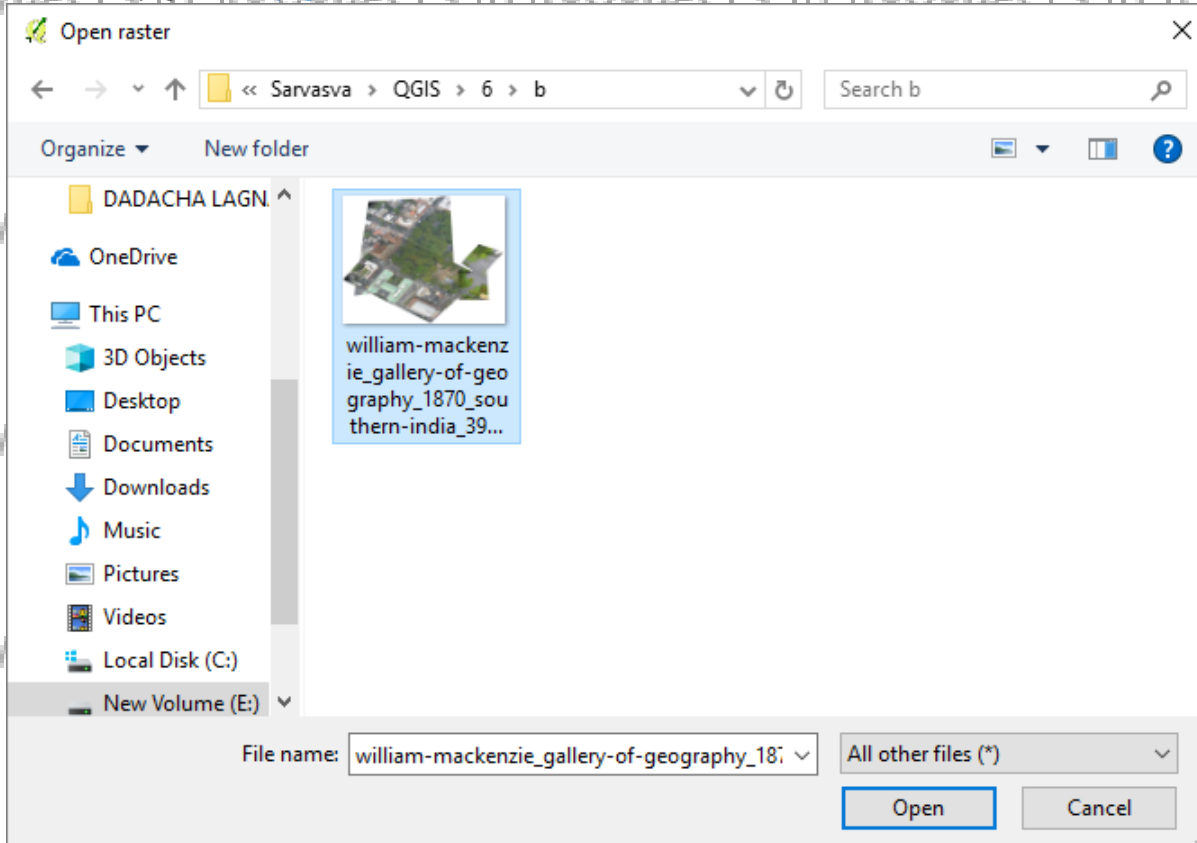 Open raster
« Sarvasva > QGIS > 6 > b
Search b
Organize
New folder
DADACHA LAGN.
OneDrive
This PC
3D Objects
Desktop
Documents
Downloads
Music
Pictures
Videos
Local Disk (C:)
New Volume (E:)
william-mackenz
ie_gallery-of-geo
graphy_1870_sou
thern-india_39...
File name:
william-mackenzie_gallery-of-geography_187
All other files (*)
Open
Cancel